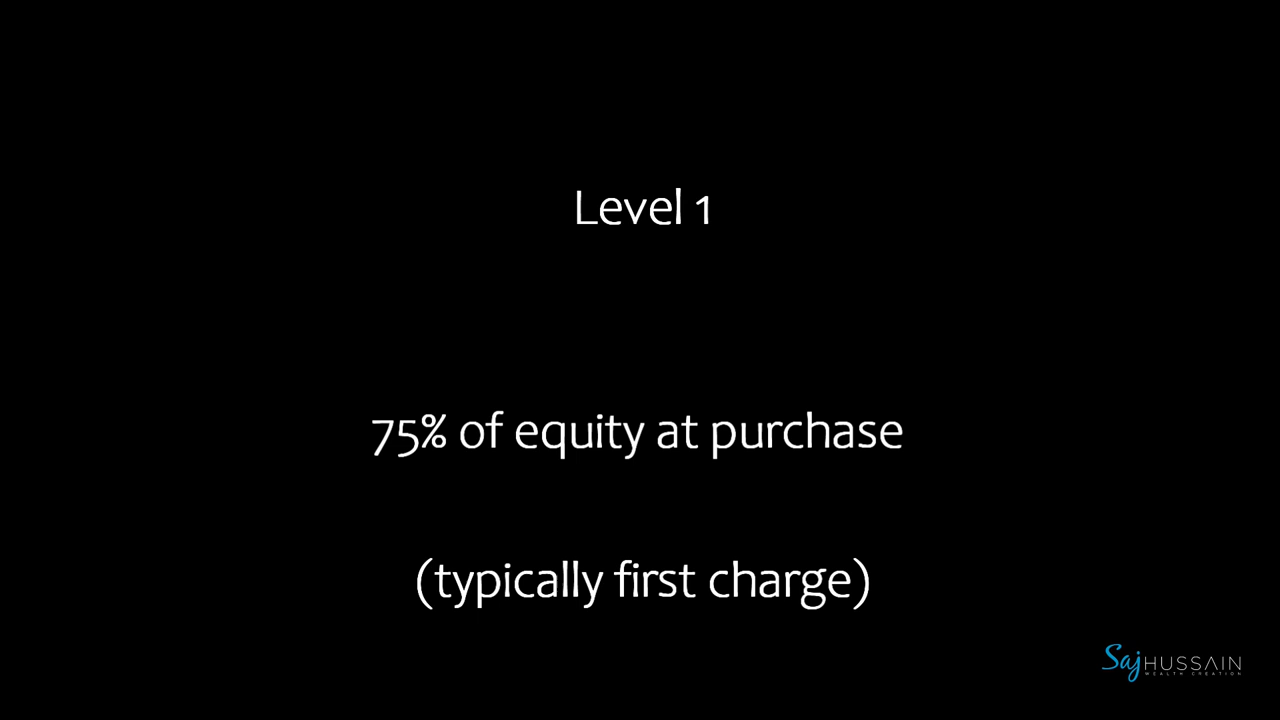 Level 1
75% of equity at purchase
(typically first charge)
SajHUSSAIN
WEALTH CREATION